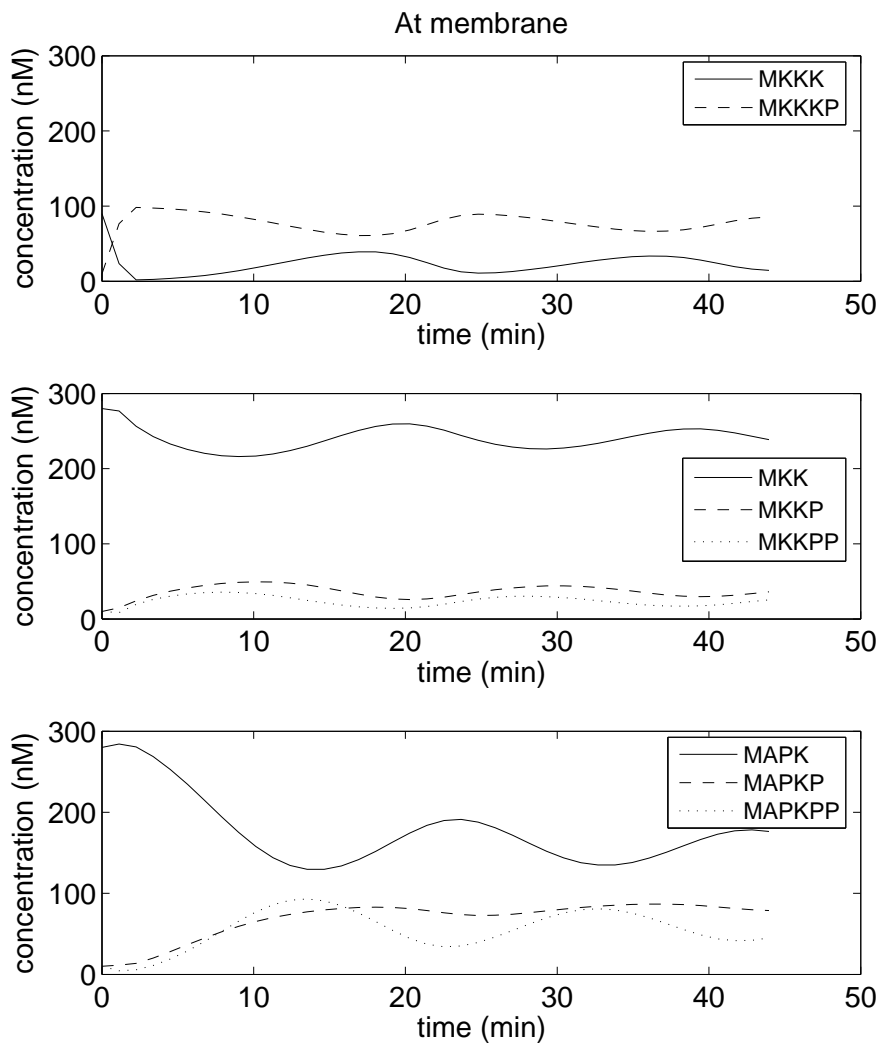 At membrane
concentration (nM)
300
200
100
0
MKKK
MKKKP
0 10 20 30 40 50
time (min)
concentration (nM)
300
200
100
0
MKK
MKKP
MKKPP
0 10 20 30 40 50
time (min)
concentration (nM)
300
200
100
0
MAPK
MAPKP
MAPKPP
0 10 20 30 40 50
time (min)